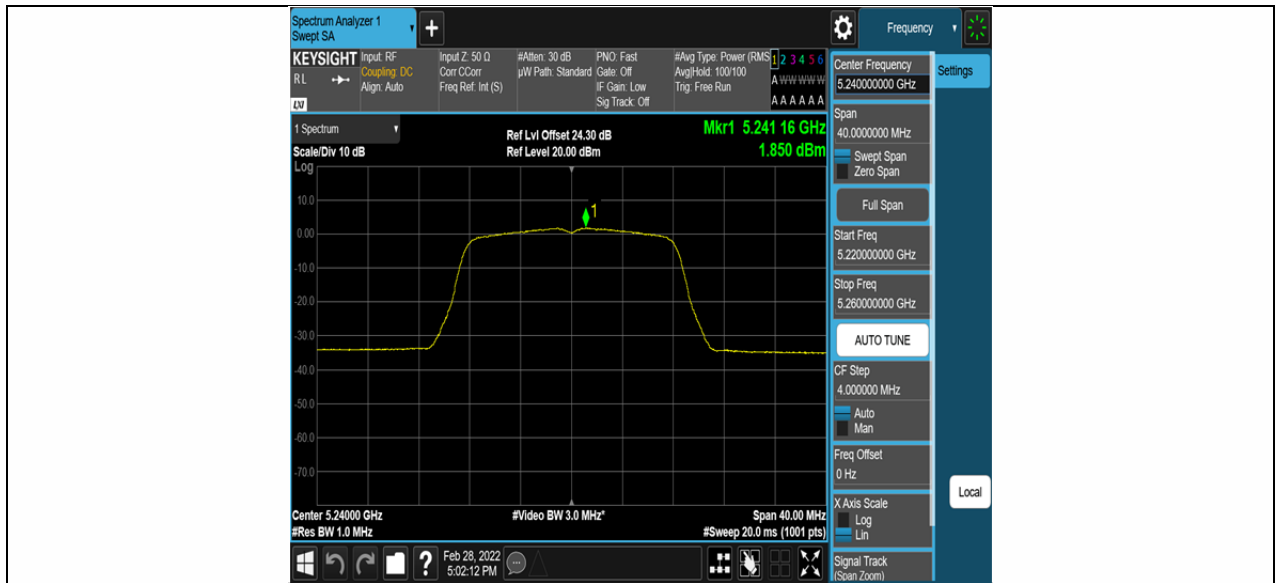 Spectrum Analyzer 1
Swept SA
+
Frequency
KEYSIGHT
RL
LXI
Input: RF
Coupling: DC
Align: Auto
Input Z: 50 Ω
Corr CCorr
Freq Ref: Int (S)
#Atten: 30 dB
µW Path: Standard
PNO: Fast
Gate: Off
IF Gain: Low
Sig Track: Off
#Avg Type: Power (RMS
Avg|Hold: 100/100
Trig: Free Run
1 2 3 4 5 6
A W W W W W
A A A A A A
1 Spectrum
Scale/Div 10 dB
Log
Ref Lvl Offset 24.30 dB
Ref Level 20.00 dBm
Mkr1 5.241 16 GHz
1.850 dBm
1
10.0
0.00
-10.0
-20.0
-30.0
-40.0
-50.0
-60.0
-70.0
Center 5.24000 GHz
#Res BW 1.0 MHz
#Video BW 3.0 MHz*
Span 40.00 MHz
#Sweep 20.0 ms (1001 pts)
Center Frequency
5.240000000 GHz
Settings
Span
40.0000000 MHz
Swept Span
Zero Span
Full Span
Start Freq
5.220000000 GHz
Stop Freq
5.260000000 GHz
AUTO TUNE
CF Step
4.000000 MHz
Auto
Man
Freq Offset
0 Hz
X Axis Scale
Log
Lin
Local
Signal Track
(Span Zoom)
?
Feb 28, 2022
5:02:12 PM